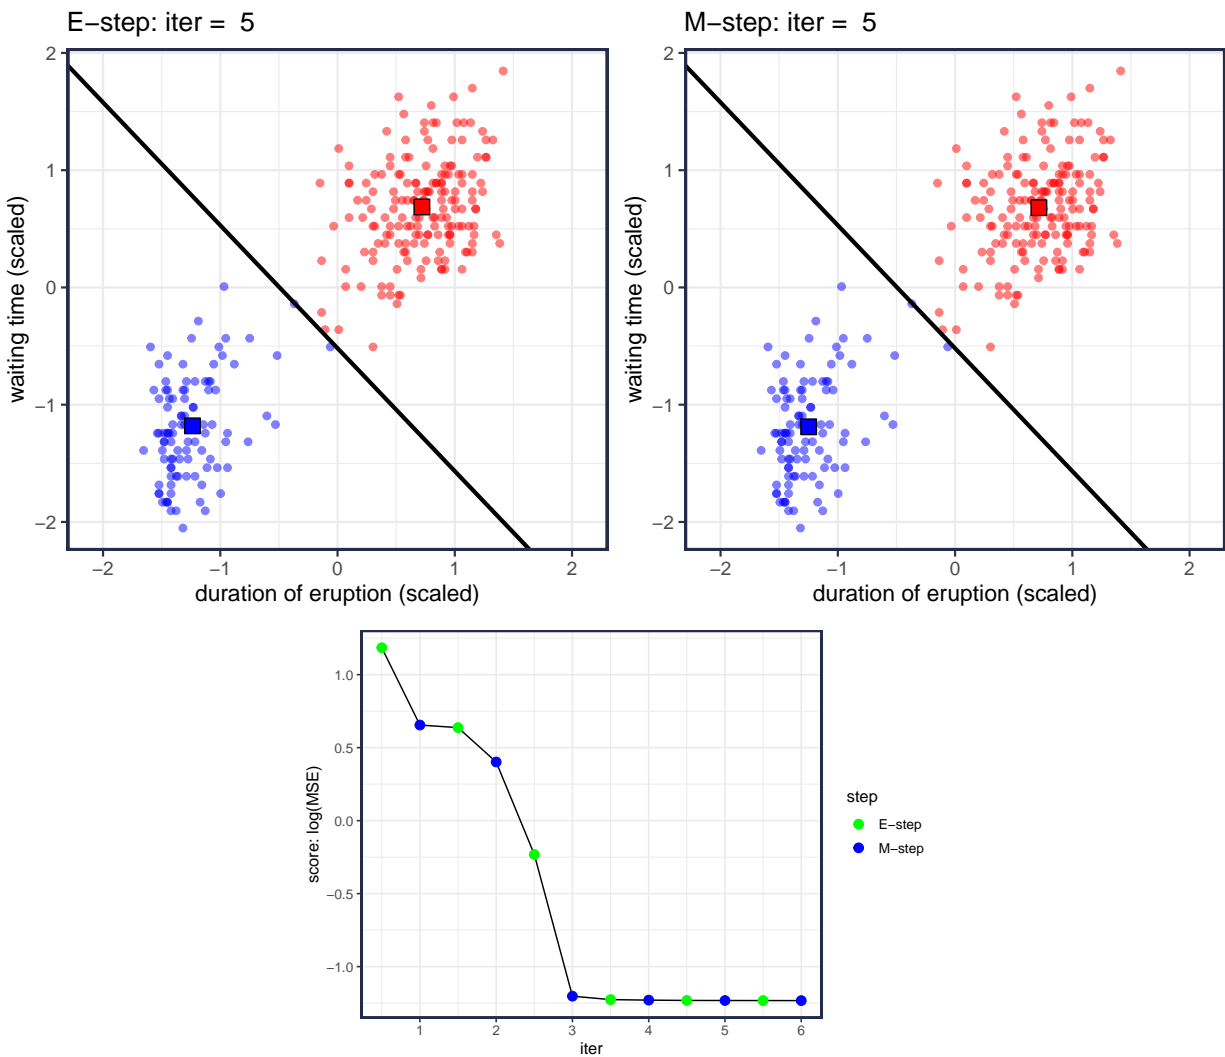 E−step: iter = 5
M−step: iter = 5
2
1
0
−1
−2
waiting time (scaled)
−2
−1
0
1
2
duration of eruption (scaled)
2
1
0
−1
−2
waiting time (scaled)
−2
−1
0
1
2
duration of eruption (scaled)
1.0
0.5
0.0
−0.5
−1.0
score: log(MSE)
1
2
3
4
5
6
iter
step
E−step
M−step